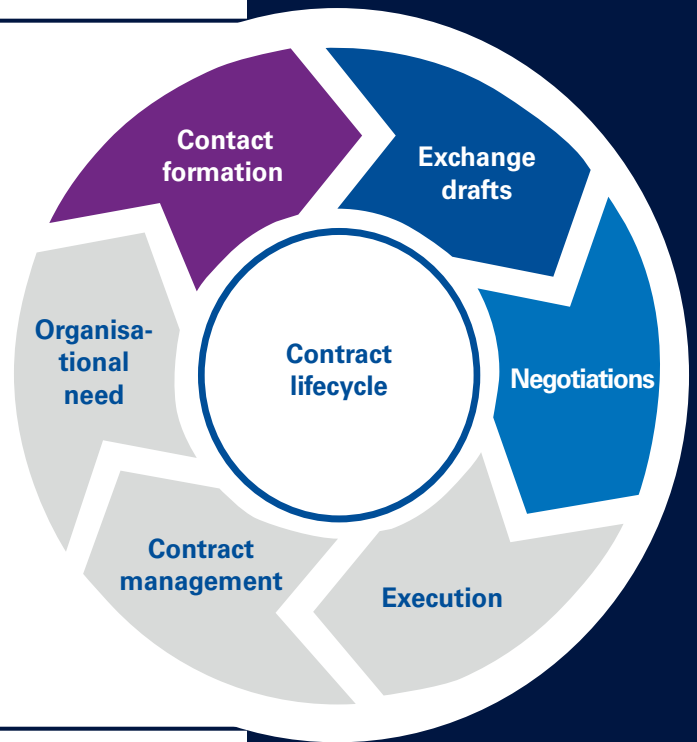 Contact
formation
Exchange
drafts
Organisa-
tional
need
Contract
lifecycle
Negotiations
Contract
management
Execution